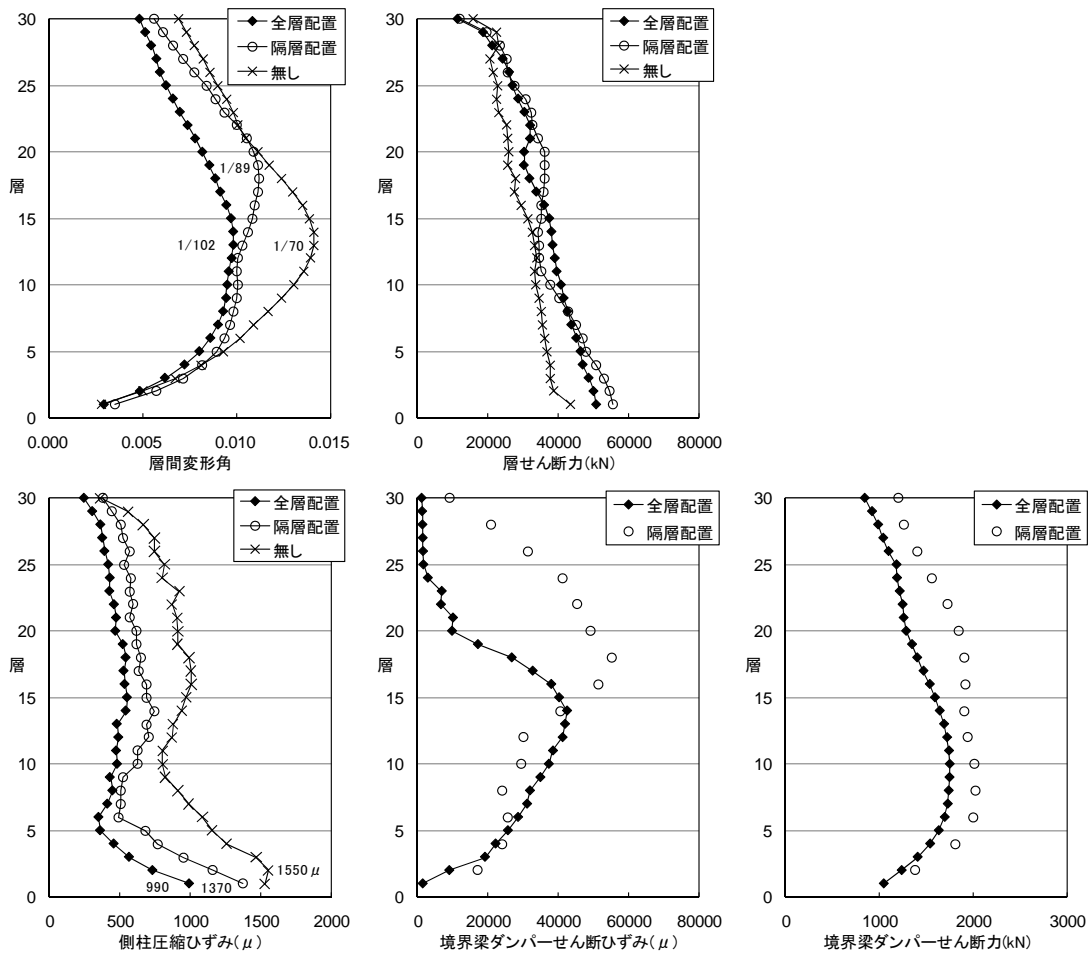 30
25
20
15
10
5
0
層
全層配置
隔層配置
無し
1/89
1/102
1/70
0.000 0.005 0.010 0.015
層間変形角
30
25
20
15
10
5
0
層
全層配置
隔層配置
無し
0 20000 40000 60000 80000
層せん断力(kN)
30
25
20
15
10
5
0
層
全層配置
隔層配置
無し
990 1370 1550μ
0 500 1000 1500 2000
側柱圧縮ひずみ(μ)
30
25
20
15
10
5
0
層
全層配置
隔層配置
0 20000 40000 60000 80000
境界梁ダンパーせん断ひずみ(μ)
30
25
20
15
10
5
0
層
全層配置
隔層配置
0 1000 2000 3000
境界梁ダンパーせん断力(kN)